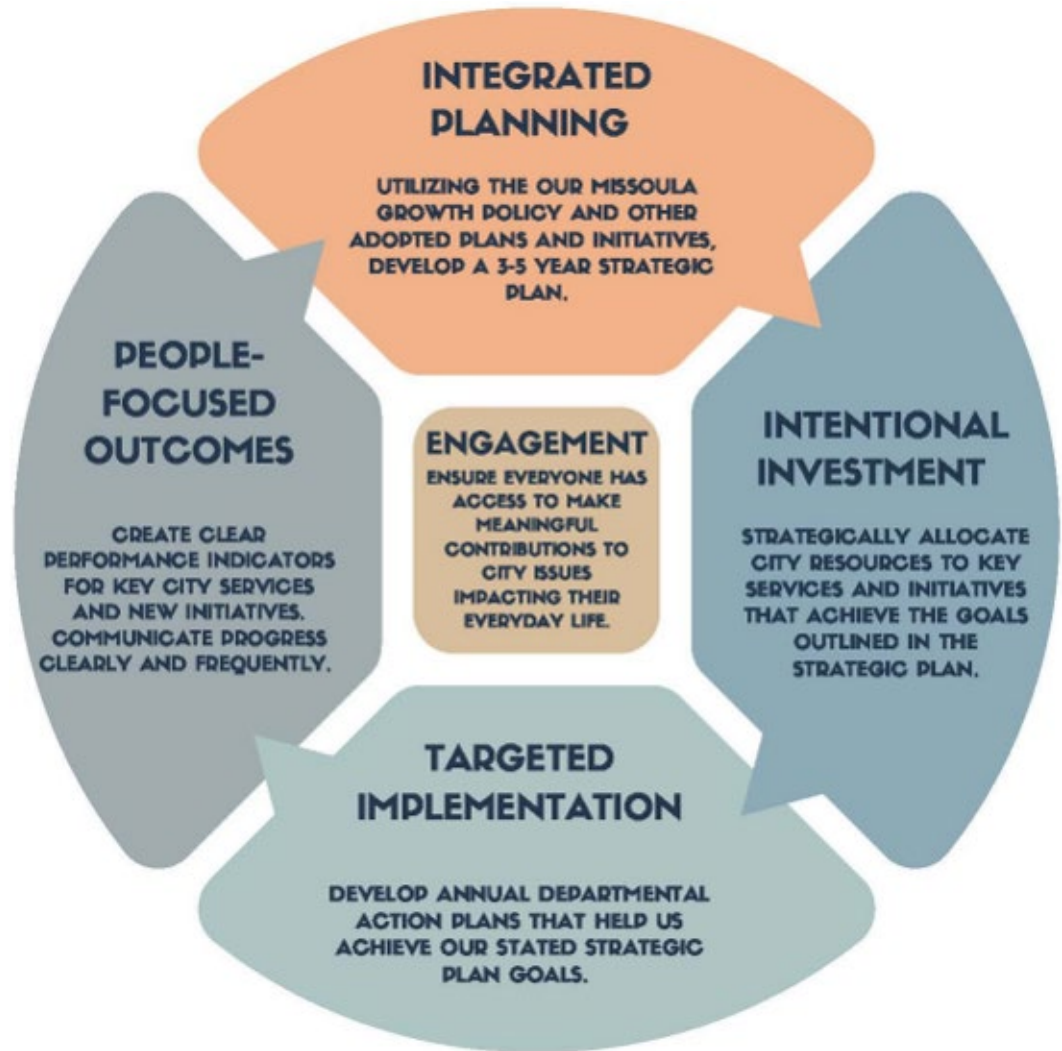 INTEGRATED
PLANNING
UTILIZING THE OUR MISSOULA
GROWTH POLICY AND OTHER
ADOPTED PLANS AND INITIATIVES,
DEVELOP A 3-5 YEAR STRATEGIC
PLAN.
PEOPLE-
FOCUSED
OUTCOMES
CREATE CLEAR
PERFORMANCE INDICATORS
FOR KEY CITY SERVICES
AND NEW INITIATIVES.
COMMUNICATE PROGRESS
CLEARLY AND FREQUENTLY.
ENGAGEMENT
ENSURE EVERYONE HAS
ACCESS TO MAKE
MEANINGFUL
CONTRIBUTIONS TO
CITY ISSUES
IMPACTING THEIR
EVERYDAY LIFE.
INTENTIONAL
INVESTMENT
STRATEGICALLY ALLOCATE
CITY RESOURCES TO KEY
SERVICES AND INITIATIVES
THAT ACHIEVE THE GOALS
OUTLINED IN THE
STRATEGIC PLAN.
TARGETED
IMPLEMENTATION
DEVELOP ANNUAL DEPARTMENTAL
ACTION PLANS THAT HELP US
ACHIEVE OUR STATED STRATEGIC
PLAN GOALS.